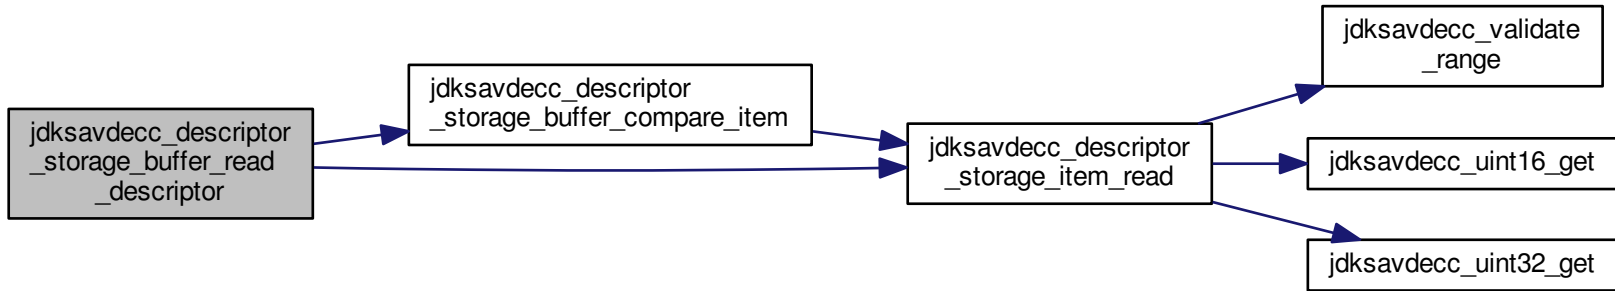 jdksavdecc_descriptor
_storage_buffer_read
_descriptor
jdksavdecc_descriptor
_storage_buffer_compare_item
jdksavdecc_descriptor
_storage_item_read
jdksavdecc_validate
_range
jdksavdecc_uint16_get
jdksavdecc_uint32_get